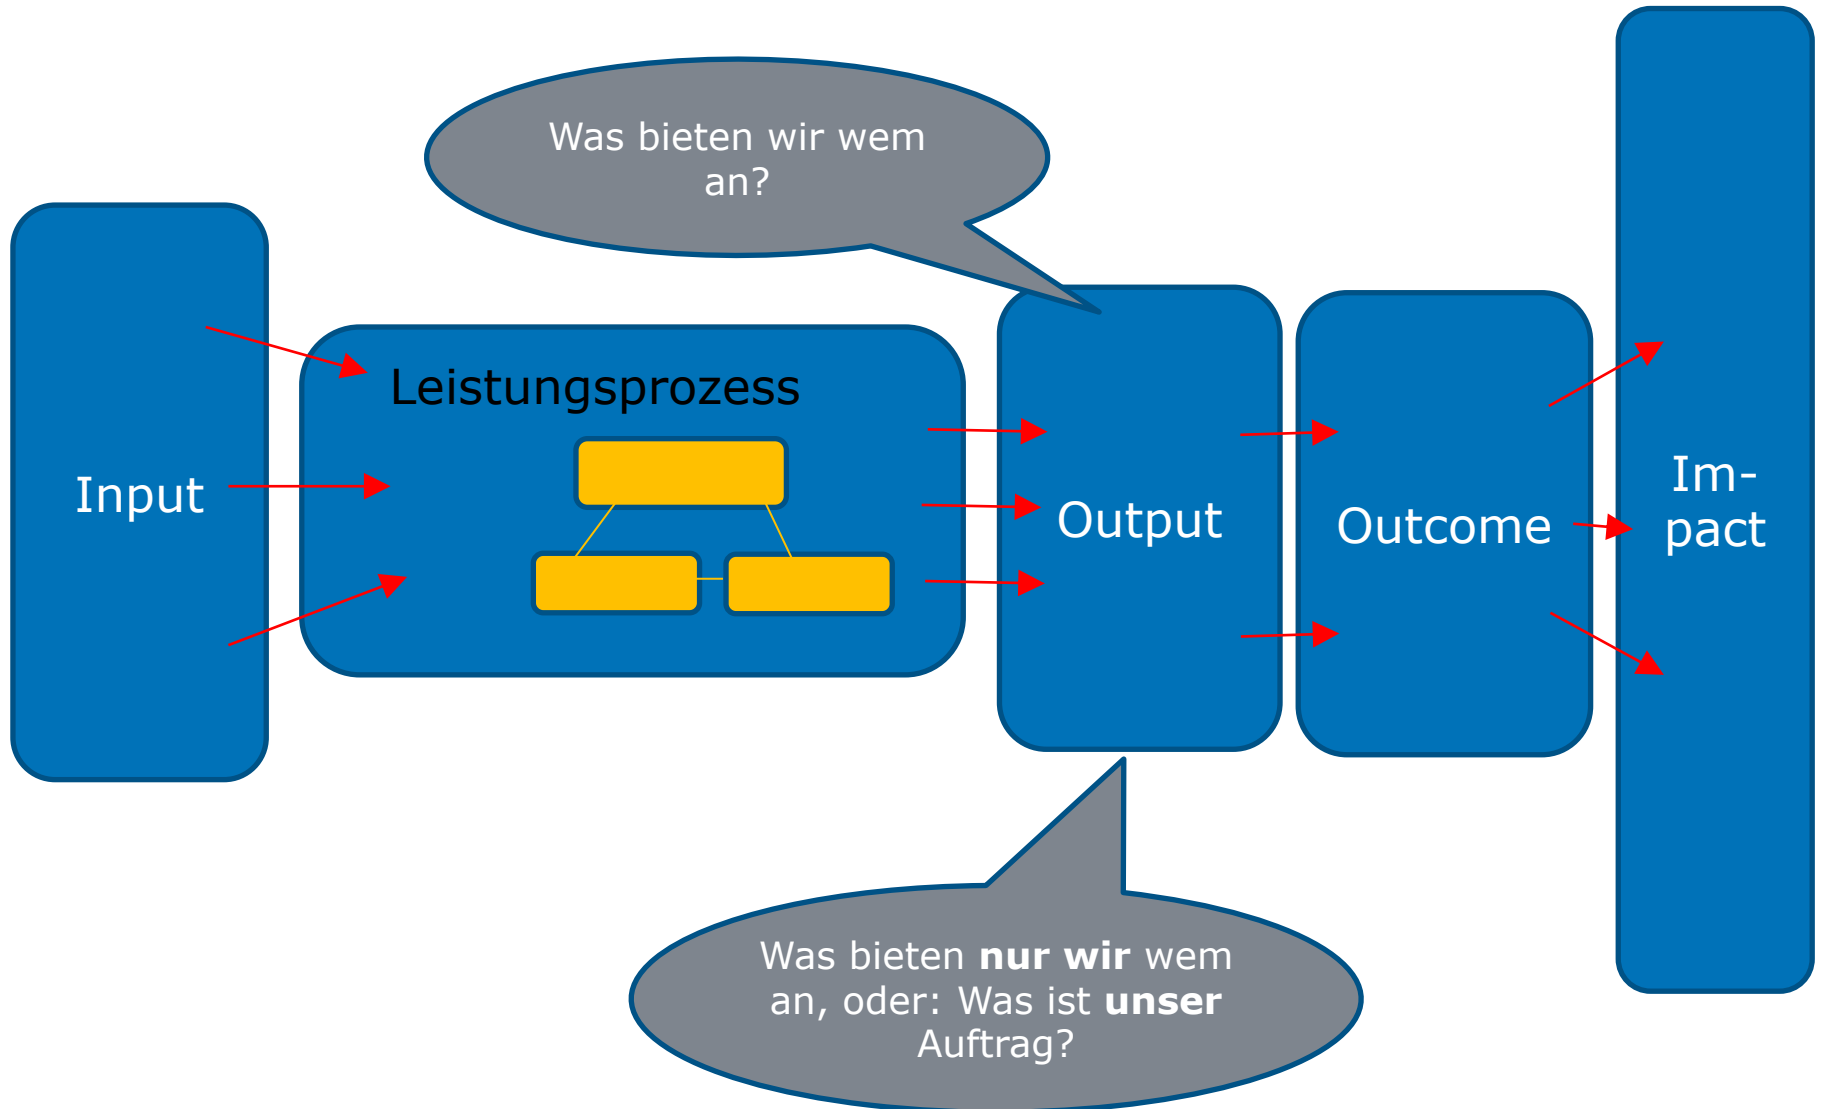 Was bieten wir wem
an?
Leistungsprozess
Input
Output
Outcome
Im-
pact
Was bieten nur wir wem
an, oder: Was ist unser
Auftrag?